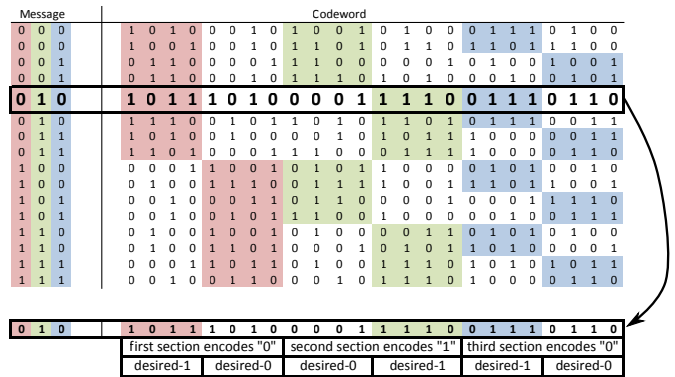 Message Codeword
0 0 0 1 0 1 0 0 0 1 0 1 0 0 1 0 1 0 0 0 1 1 1 0 1 0 0
0 0 0 1 0 0 1 0 0 0 1 1 1 0 1 0 1 1 0 1 1 0 1 1 1 0 0
0 0 1 0 1 1 0 0 0 0 1 1 1 0 0 0 0 0 1 0 1 0 0 1 0 0 1
0 0 1 0 1 1 0 1 0 0 0 1 1 1 0 1 0 1 0 0 0 1 0 0 1 0 1
0 1 0 1 0 1 1 1 0 1 0 0 0 0 1 1 1 1 0 0 1 1 1 0 1 1 0
0 1 0 1 1 1 0 0 1 0 0 1 0 1 0 1 1 0 1 0 1 1 1 0 0 1 1
0 1 1 1 0 1 0 0 1 0 0 0 0 1 0 1 0 1 1 1 0 0 0 0 0 1 1
0 1 1 1 1 0 1 0 0 0 1 1 1 0 0 0 1 1 1 1 0 0 0 0 1 1 0
1 0 0 0 0 0 1 1 0 0 1 0 1 0 1 1 0 0 0 0 1 0 1 0 0 1 0
1 0 0 0 1 0 0 1 1 1 0 0 1 1 1 1 0 0 1 1 1 0 1 1 0 0 1
1 0 1 0 0 1 0 0 1 0 1 0 1 1 1 0 0 0 1 0 0 0 1 1 1 1 0
1 0 1 0 0 1 0 1 1 0 1 1 1 0 0 1 0 0 0 0 0 1 0 0 1 1 1
1 1 0 0 1 0 0 1 1 0 1 0 1 0 0 0 0 1 1 0 1 0 1 0 1 0 0
1 1 0 0 1 0 0 1 1 0 1 0 0 0 1 0 1 0 1 1 0 1 0 0 0 0 1
1 1 1 0 0 0 1 1 0 1 1 0 1 0 0 1 1 1 0 1 0 1 0 1 0 1 1
1 1 1 0 0 1 0 0 1 1 0 1 0 0 0 1 1 1 1 0 1 0 0 0 1 1 0
0 1 0 1 0 1 1 1 0 1 0 0 0 0 1 1 1 1 0 0 1 1 1 0 1 1 0
first section encodes "0" second section encodes "1" third section encodes "0"
desired-1 desired-0 desired-0 desired-1 desired-1 desired-0